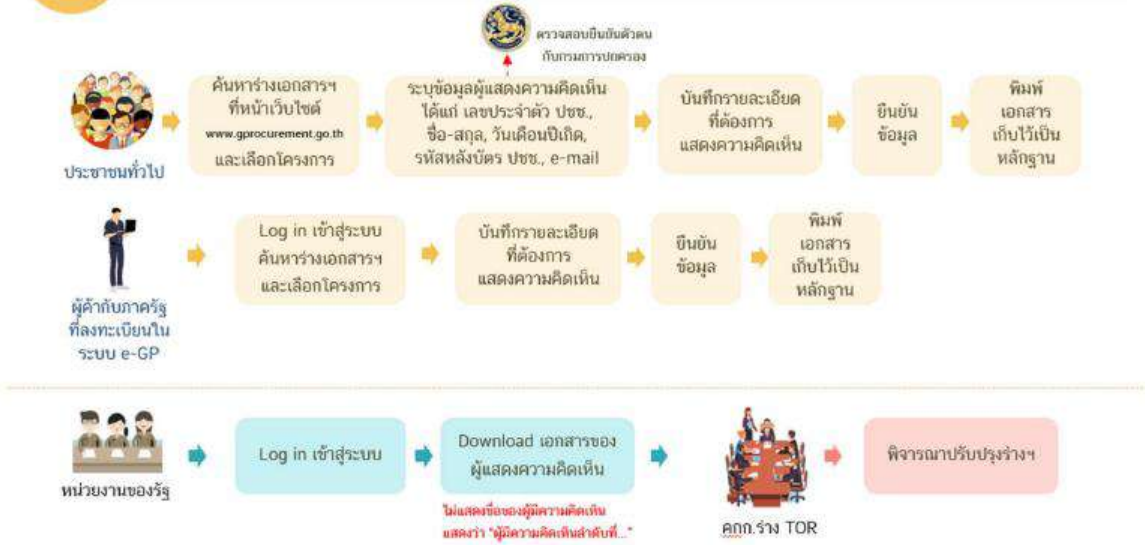 ตรวจสอบยืนยันตัวตน
กับกรมการปกครอง
ประชาชนทั่วไป
ค้นหาร่างเอกสารฯ
ที่หน้าเว็บไซต์
www.gprocurement.go.th
และเลือกโครงการ
ระบุข้อมูลผู้แสดงความคิดเห็น
ได้แก่ เลขประจำตัว ปชช.,
ชื่อ-สกุล, วันเดือนปีเกิด,
รหัสหลังบัตร ปชช., e-mail
บันทึกรายละเอียด
ที่ต้องการ
แสดงความคิดเห็น
ยืนยัน
ข้อมูล
พิมพ์
เอกสาร
เก็บไว้เป็น
หลักฐาน
ผู้ค้ากับภาครัฐ
ที่ลงทะเบียนใน
ระบบ e-GP
Log in เข้าสู่ระบบ
ค้นหาร่างเอกสารฯ
และเลือกโครงการ
บันทึกรายละเอียด
ที่ต้องการ
แสดงความคิดเห็น
ยืนยัน
ข้อมูล
พิมพ์
เอกสาร
เก็บไว้เป็น
หลักฐาน
หน่วยงานของรัฐ
Log in เข้าสู่ระบบ
Download เอกสารของ
ผู้แสดงความคิดเห็น
ไม่แสดงชื่อของผู้มีความคิดเห็น
แสดงว่า "ผู้มีความคิดเห็นลำดับที่..."
คกก.ร่าง TOR
พิจารณาปรับปรุงร่างฯ